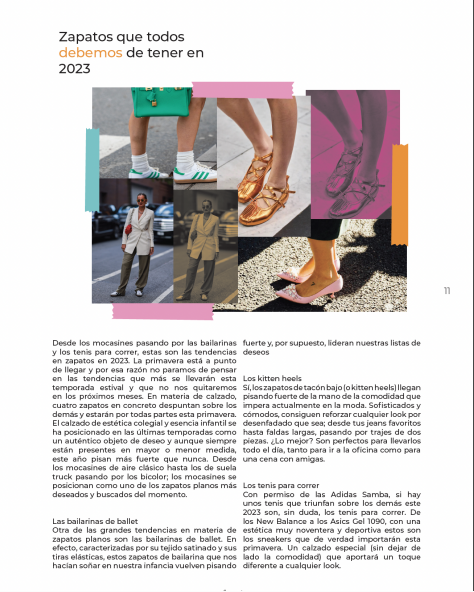 Zapatos que todos
debemos de tener en
2023
Desde los mocasines pasando por las bailarinas
y los tenis para correr, estas son las tendencias
en zapatos en 2023. La primavera está a punto
de llegar y por esa razón no paramos de pensar
en las tendencias que más se llevarán esta
temporada estival y que no nos quitaremos
en los próximos meses. En materia de calzado,
cuatro zapatos en concreto despuntan sobre los
demás y estarán por todas partes esta primavera.
El calzado de estética colegial y esencia infantil se
ha posicionado en las últimas temporadas como
un auténtico objeto de deseo y aunque siempre
están presentes en mayor o menor medida,
este año pisan más fuerte que nunca. Desde
los mocasines de aire clásico hasta los de suela
truck pasando por los bicolor; los mocasines se
posicionan como uno de los zapatos planos más
deseados y buscados del momento.
Las bailarinas de ballet
Otra de las grandes tendencias en materia de
zapatos planos son las bailarinas de ballet. En
efecto, caracterizadas por su tejido satinado y sus
tiras elásticas, estos zapatos de bailarina que nos
hacían soñar en nuestra infancia vuelven pisando
fuerte y, por supuesto, lideran nuestras listas de
deseos
Los kitten heels
Sí, los zapatos de tacón bajo (o kitten heels) llegan
pisando fuerte de la mano de la comodidad que
impera actualmente en la moda. Sofisticados y
cómodos, consiguen reforzar cualquier look por
desenfadado que sea; desde tus jeans favoritos
hasta faldas largas, pasando por trajes de dos
piezas. ¿Lo mejor? Son perfectos para llevarlos
todo el día, tanto para ir a la oficina como para
una cena con amigas.
Los tenis para correr
Con permiso de las Adidas Samba, si hay
unos tenis que triunfan sobre los demás este
2023 son, sin duda, los tenis para correr. De
los New Balance a los Asics Gel 1090, con una
estética muy noventera y deportiva estos son
los sneakers que de verdad importarán esta
primavera. Un calzado especial (sin dejar de
lado la comodidad) que aportará un toque
diferente a cualquier look.
11